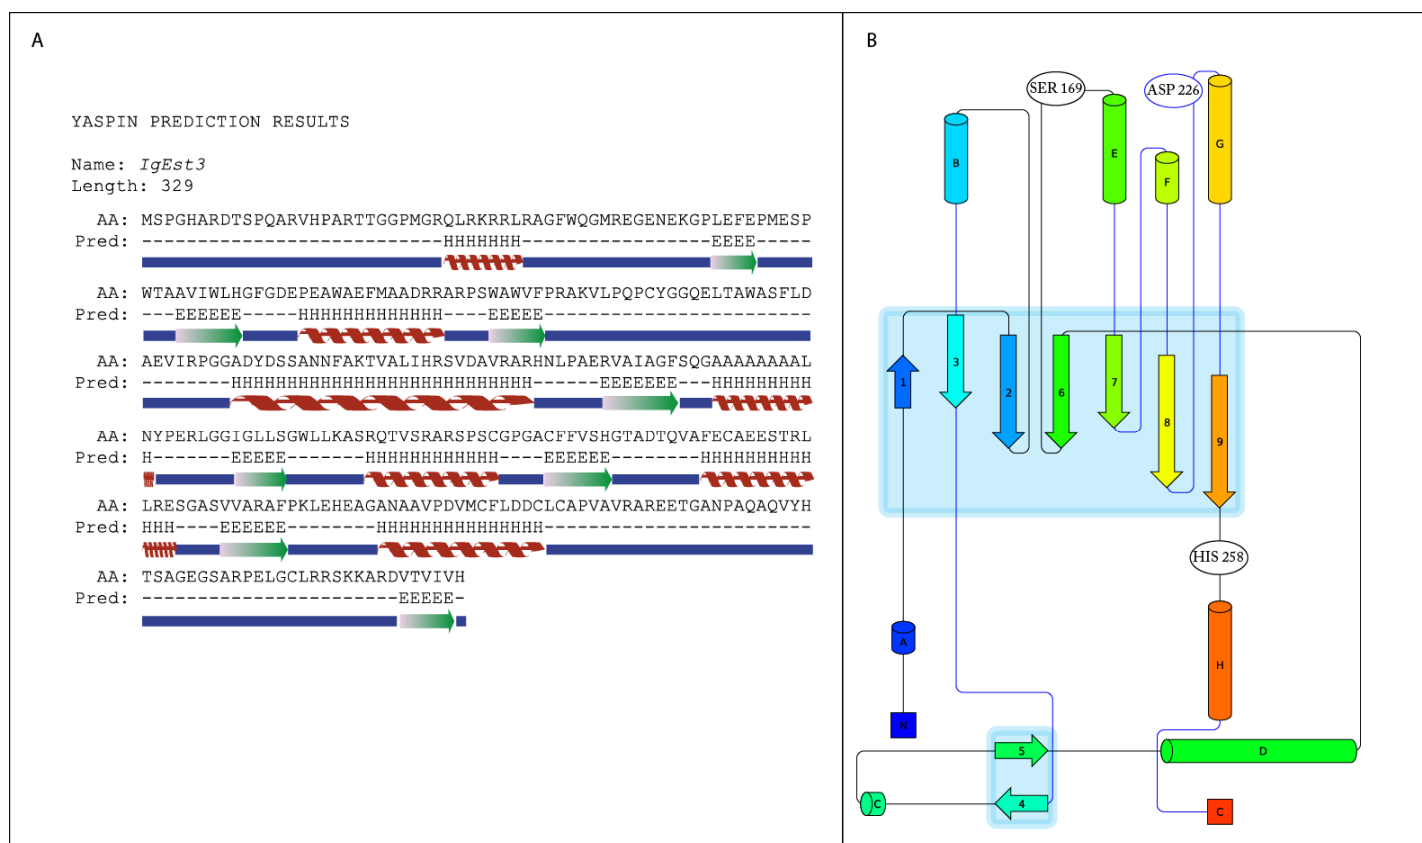 A
YASPIN PREDICTION RESULTS
Name: IgEst3
Length: 329
AA: MSPGHARDTSPQARVHPARTTGGPMGRQLRKRRLRAGFWQGMREGENEKGPLEFEPMESP
Pred: ---------------------------HHHHHHH-----------------EEEE-----
AA: WTAAVIWLHGFGDEPEAWAEFMAADRRARPSWAWVFPRAKVLPQPCYGGQELTAWASFLD
Pred: ---EEEEEE-----HHHHHHHHHHHHH----EEEEE------------------------
AA: AEVIRPGGADYDSSANNFAKTVALIHRSVDAVRARHNLPAERVAIAGFSQGAAAAAAAAL
Pred: --------HHHHHHHHHHHHHHHHHHHHHHHHHHH------EEEEEEE---HHHHHHHHH
AA: NYPERLGGIGLLSGWLLKASRQTVSRARSPSCGPGACFFVSHGTADTQVAFECAEESTRL
Pred: H-------EEEEE-------HHHHHHHHHHHH----EEEEEE--------HHHHHHHHHH
AA: LRESGASVVARAFPKLEHEAGANAAVPDVMCFLDDCLCAPVAVRAREETGANPAQAQVYH
Pred: HHH----EEEEEE--------HHHHHHHHHHHHHHH------------------------
AA: TSAGEGSARPELGCLRRSKKARDVTVIVH
Pred: -----------------------EEEEE-
B
SER 169
ASP 226
B
E
F
G
1
3
2
6
7
8
9
HIS 258
A
H
N
5
D
C
4
C